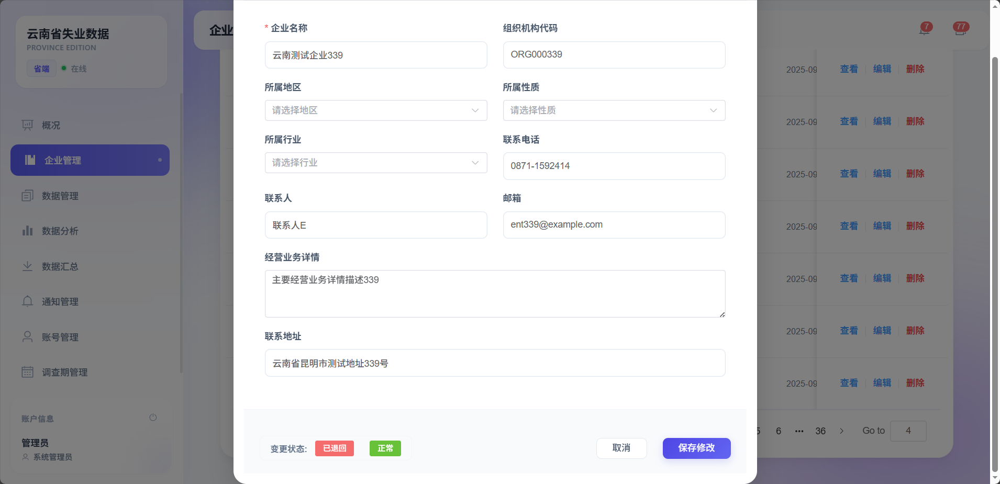 云南省失业数据
PROVINCE EDITION
省端 在线
概况
企业管理
数据管理
数据分析
数据汇总
通知管理
账号管理
调查期管理
账户信息
管理员
系统管理员
企业
7
77
* 企业名称
云南测试企业339
组织机构代码
ORG000339
所属地区
请选择地区
所属性质
请选择性质
所属行业
请选择行业
联系电话
0871-1592414
联系人
联系人E
邮箱
ent339@example.com
经营业务详情
主要经营业务详情描述339
联系地址
云南省昆明市测试地址339号
变更状态: 已退回 正常
取消 保存修改
2025-09 查看 编辑 删除
2025-09 查看 编辑 删除
2025-09 查看 编辑 删除
2025-09 查看 编辑 删除
2025-09 查看 编辑 删除
2025-09 查看 编辑 删除
2025-09 查看 编辑 删除
5 6 ••• 36 Go to 4